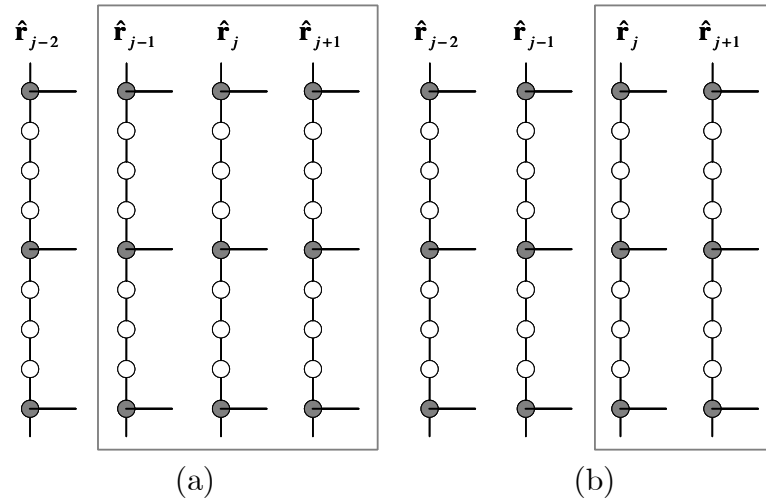 r̂ j−2 r̂ j−1 r̂ j r̂ j+1 r̂ j−2 r̂ j−1 r̂ j r̂ j+1
(a) (b)